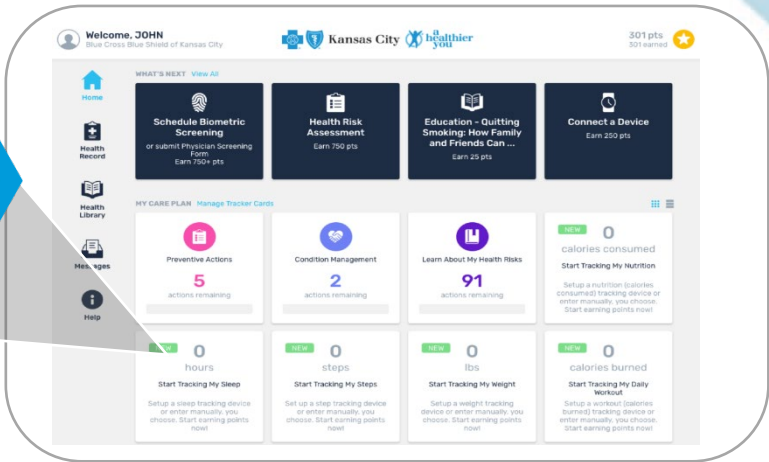 Welcome, JOHN
Blue Cross Blue Shield of Kansas City
Kansas City
a healthier you
301 pts
301 earned
Home
Health
Record
Health
Library
Messages
Help
WHAT'S NEXT View All
Schedule Biometric
Screening
or submit Physician Screening
Form
Earn 750+ pts
Health Risk
Assessment
Earn 750 pts
Education - Quitting
Smoking: How Family
and Friends Can ...
Earn 25 pts
Connect a Device
Earn 250 pts
MY CARE PLAN Manage Tracker Cards
Preventive Actions
5
actions remaining
Condition Management
2
actions remaining
Learn About My Health Risks
91
actions remaining
NEW 0
calories consumed
Start Tracking My Nutrition
Setup a nutrition (calories
consumed) tracking device or
enter manually, you choose.
Start earning points now!
NEW 0
hours
Start Tracking My Sleep
Setup a sleep tracking device
or enter manually, you
choose. Start earning points
now!
NEW 0
steps
Start Tracking My Steps
Set up a step tracking device
or enter manually, you
choose. Start earning points
now!
NEW 0
lbs
Start Tracking My Weight
Setup a weight tracking
device or enter manually, you
choose. Start earning points
now!
NEW 0
calories burned
Start Tracking My Daily
Workout
Setup a workout (calories
burned) tracking device or
enter manually, you choose.
Start earning points now!